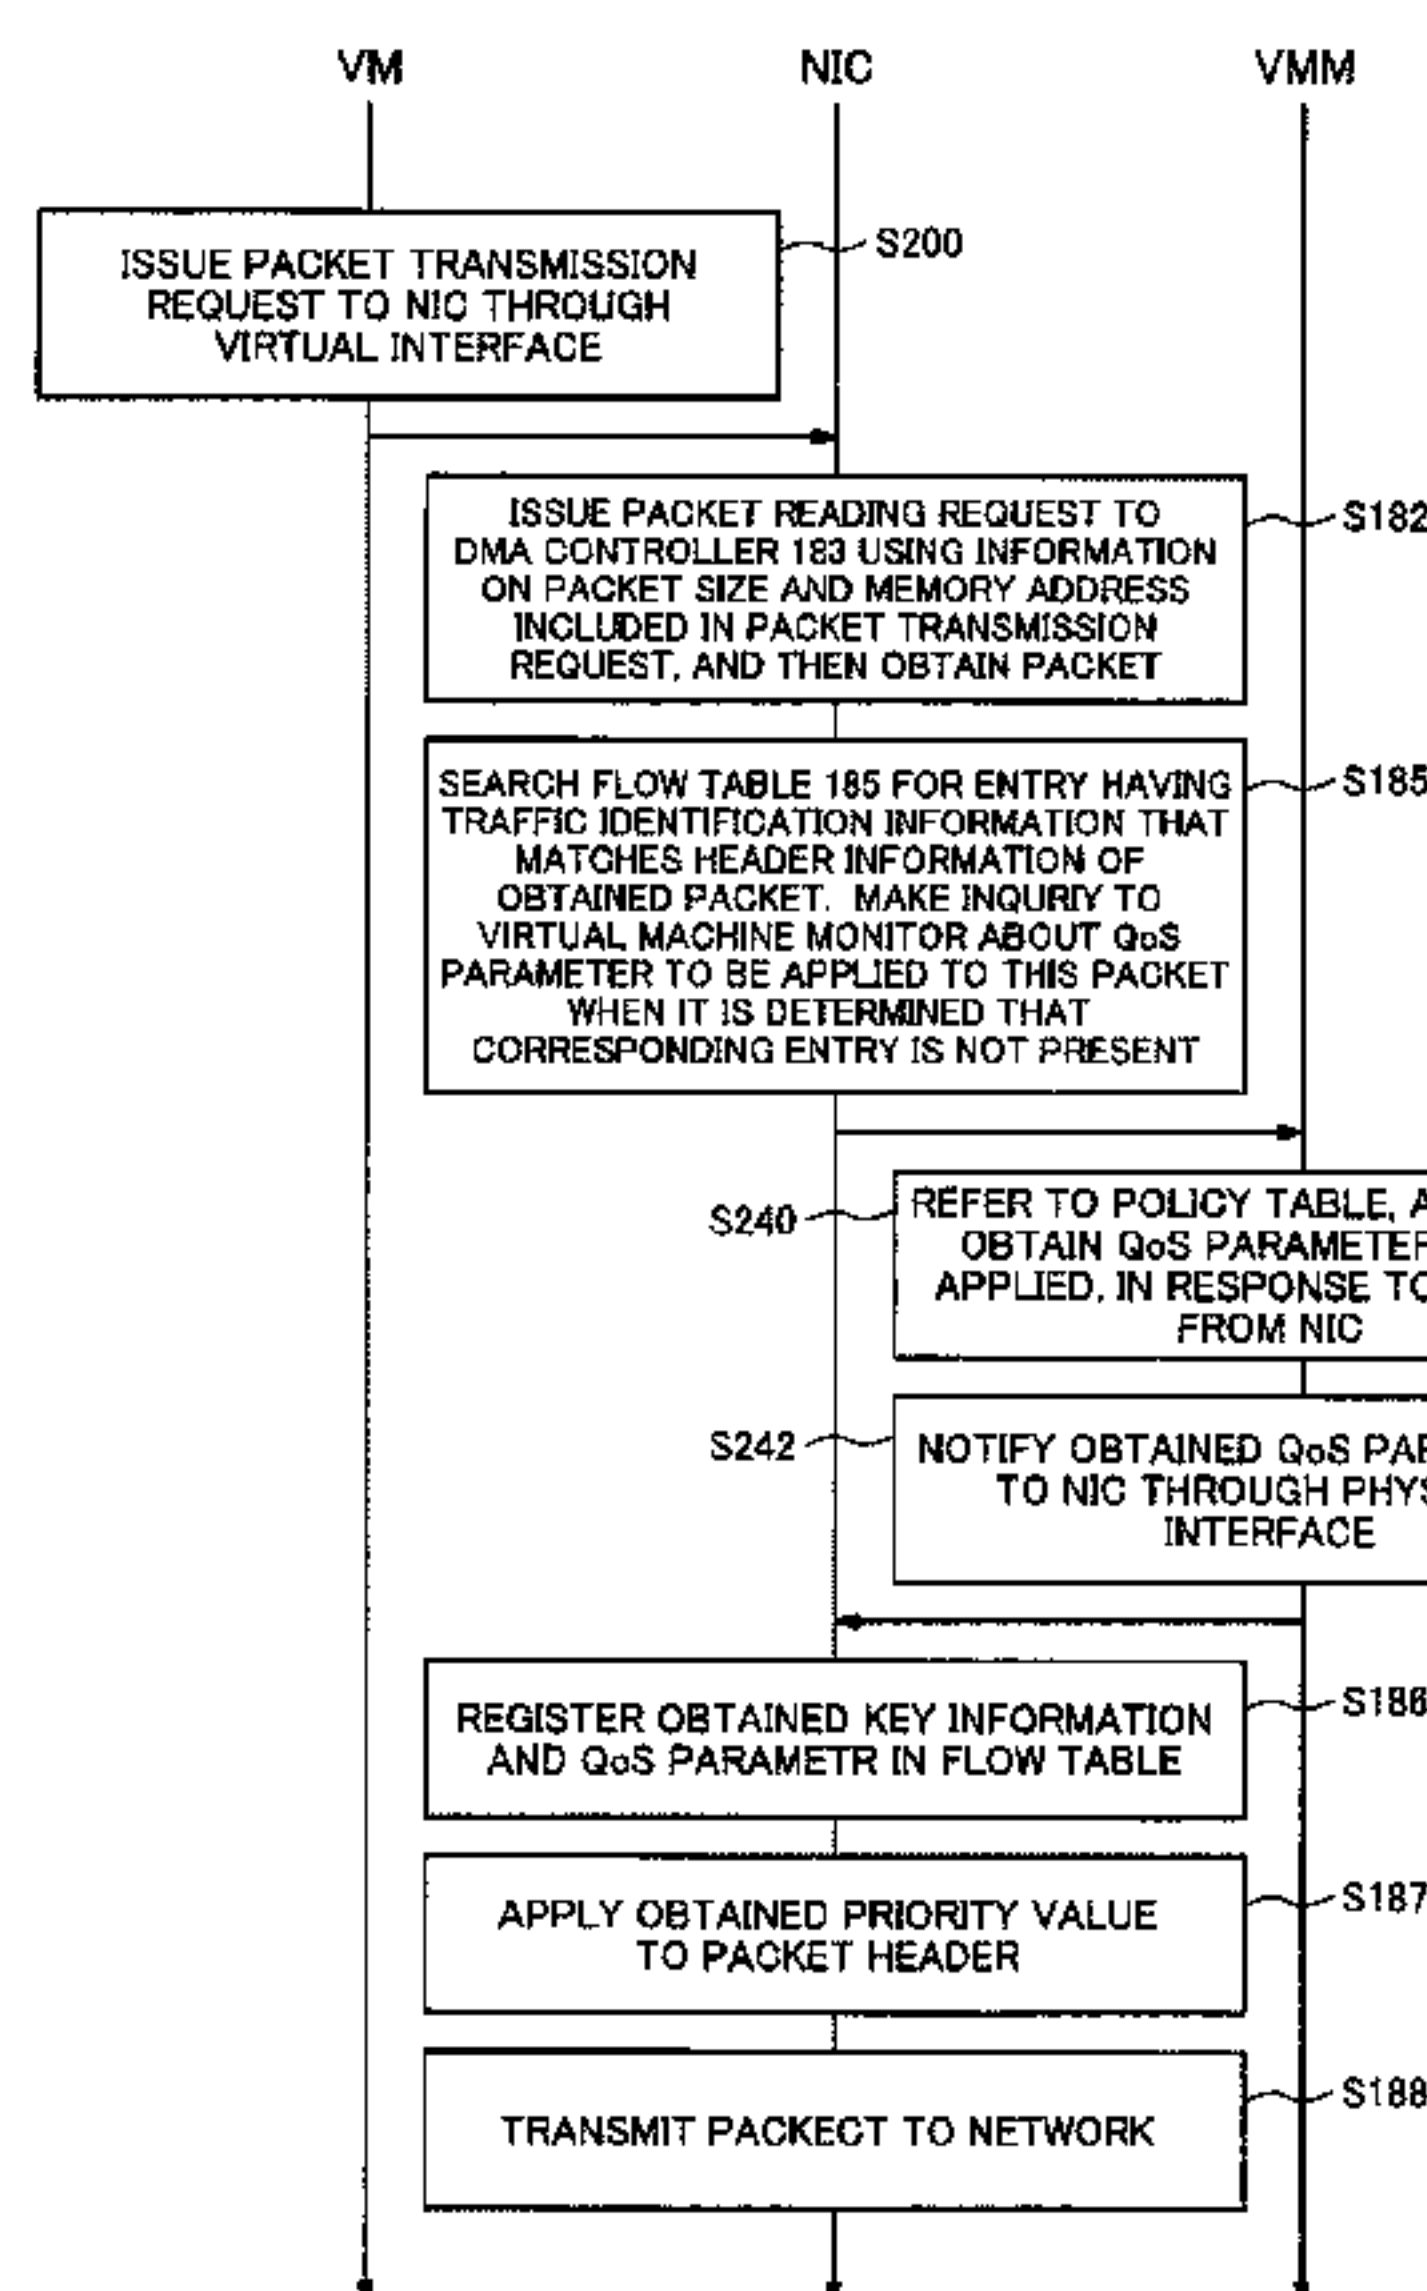 VM NIC VMM
ISSUE PACKET TRANSMISSION
REQUEST TO NIC THROUGH
VIRTUAL INTERFACE
S200
ISSUE PACKET READING REQUEST TO
DMA CONTROLLER 183 USING INFORMATION
ON PACKET SIZE AND MEMORY ADDRESS
INCLUDED IN PACKET TRANSMISSION
REQUEST, AND THEN OBTAIN PACKET
S182
SEARCH FLOW TABLE 185 FOR ENTRY HAVING
TRAFFIC IDENTIFICATION INFORMATION THAT
MATCHES HEADER INFORMATION OF
OBTAINED PACKET. MAKE INQURIY TO
VIRTUAL MACHINE MONITOR ABOUT QoS
PARAMETER TO BE APPLIED TO THIS PACKET
WHEN IT IS DETERMINED THAT
CORRESPONDING ENTRY IS NOT PRESENT
S185
S240
REFER TO POLICY TABLE,
OBTAIN QoS PARAMETER
APPLIED, IN RESPONSE TO
FROM NIC
S242
NOTIFY OBTAINED QoS
TO NIC THROUGH
INTERFACE
REGISTER OBTAINED KEY INFORMATION
AND QoS PARAMETR IN FLOW TABLE
S186
APPLY OBTAINED PRIORITY VALUE
TO PACKET HEADER
S187
TRANSMIT PACKECT TO NETWORK
S188